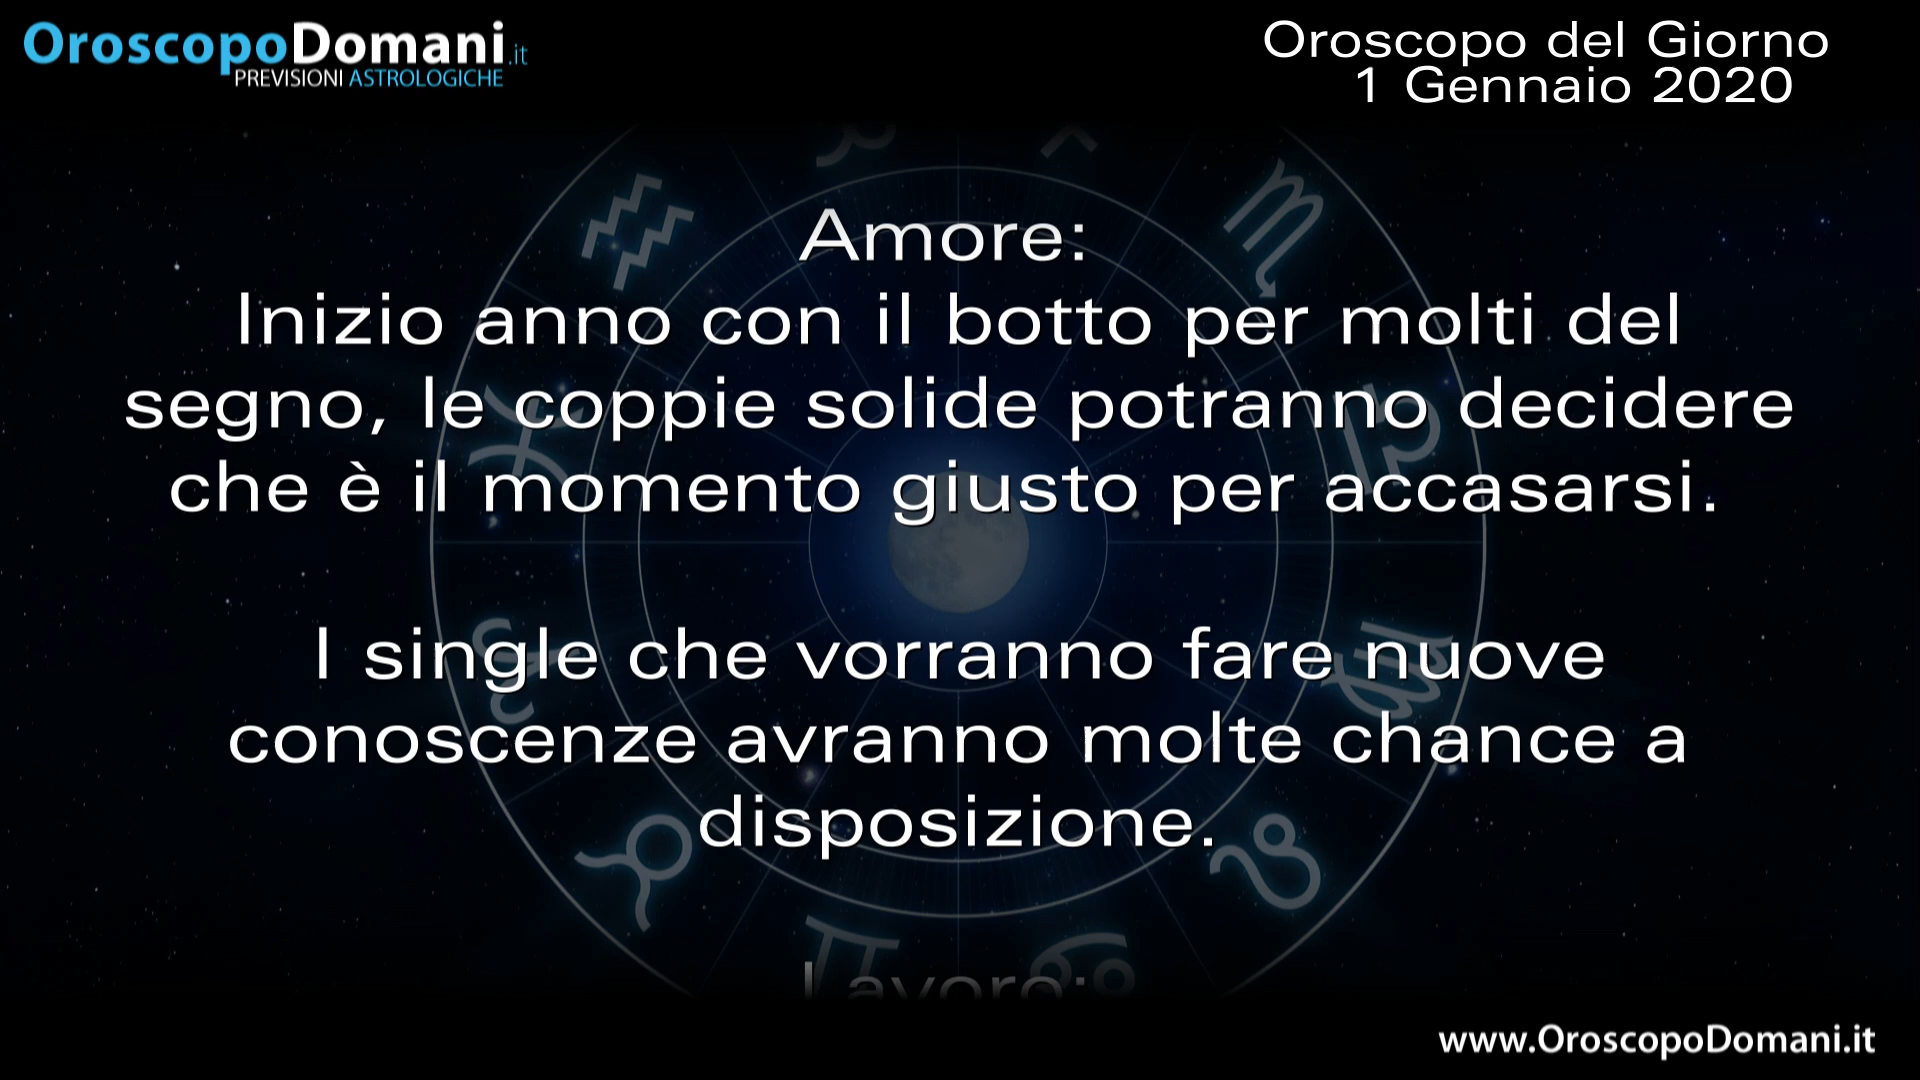 OroscopoDomani.it
PREVISIONI ASTROLOGICHE
Oroscopo del Giorno
1 Gennaio 2020
Amore:
Inizio anno con il botto per molti del
segno, le coppie solide potranno decidere
che è il momento giusto per accasarsi.
I single che vorranno fare nuove
conoscenze avranno molte chance a
disposizione.
Lavoro:
www.OroscopoDomani.it